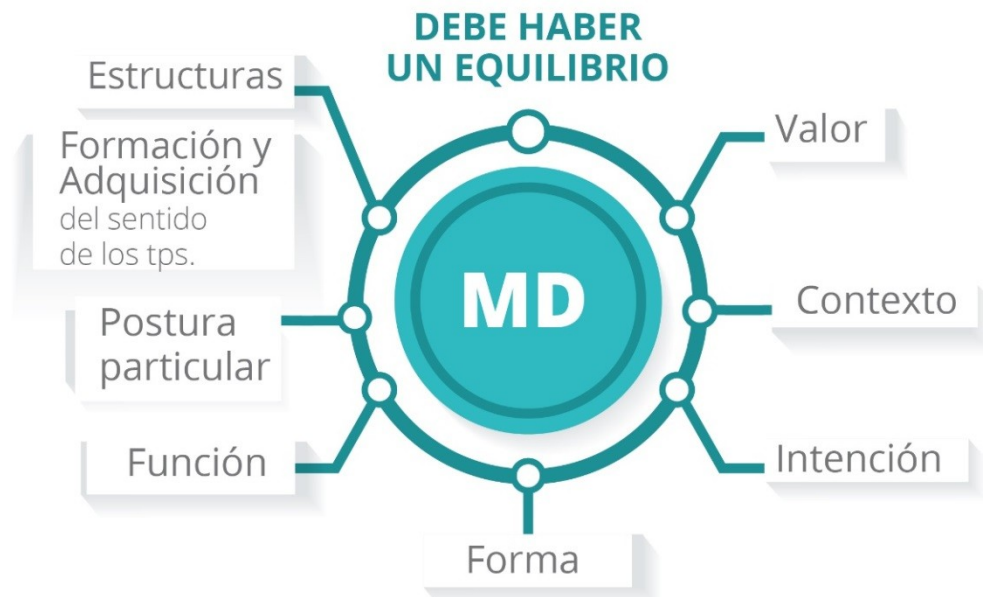 DEBE HABER
UN EQUILIBRIO
Estructuras
Formación y
Adquisición
del sentido
de los tps.
Postura
particular
Función
Forma
MD
Valor
Contexto
Intención